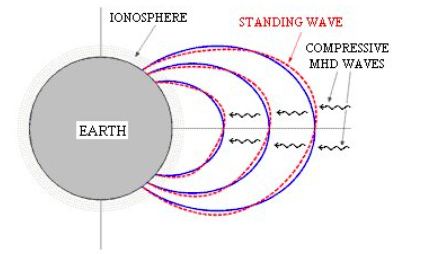 IONOSPHERE
STANDING WAVE
COMPRESSIVE
MHD WAVES
EARTH